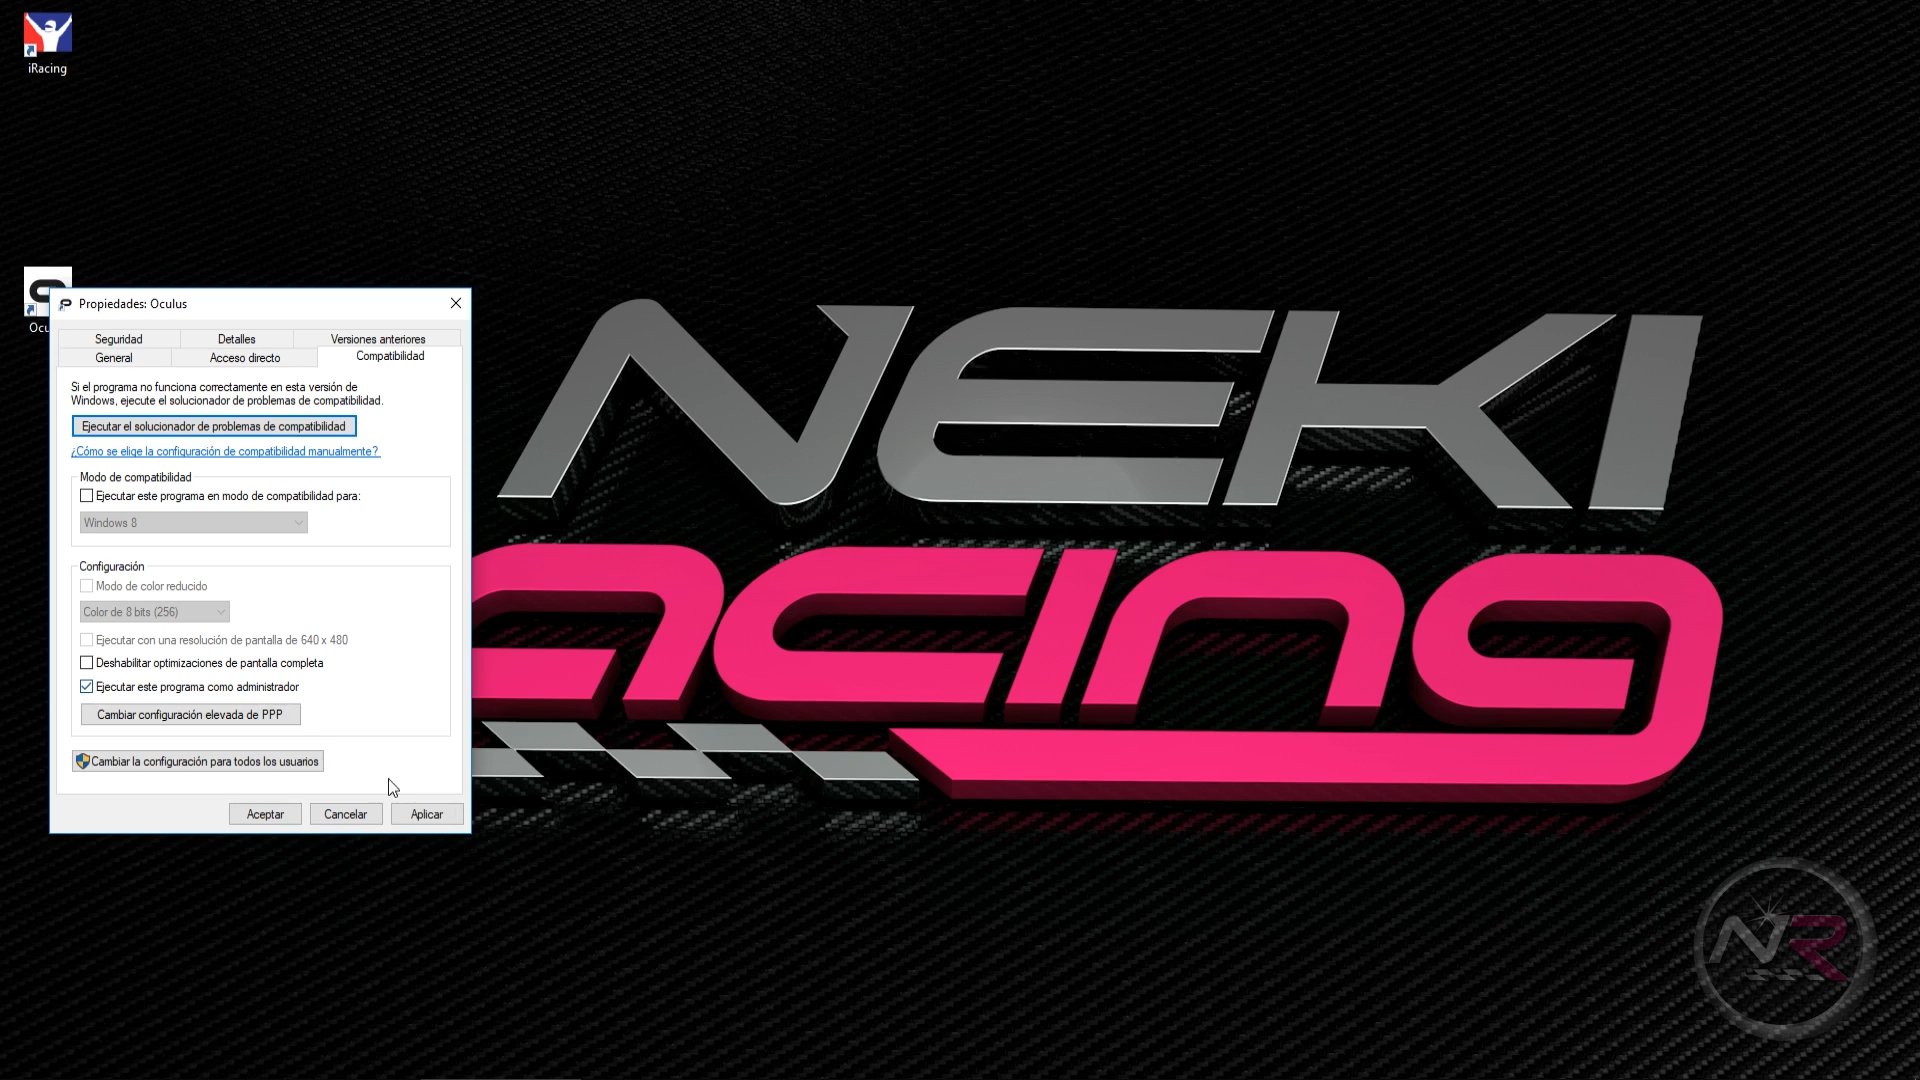 iRacing
Ocu
Propiedades: Oculus
Seguridad
Detalles
Versiones anteriores
General
Acceso directo
Compatibilidad
Si el programa no funciona correctamente en esta versión de
Windows, ejecute el solucionador de problemas de compatibilidad.
Ejecutar el solucionador de problemas de compatibilidad
¿Cómo se elige la configuración de compatibilidad manualmente?
Modo de compatibilidad
Ejecutar este programa en modo de compatibilidad para:
Windows 8
Configuración
Modo de color reducido
Color de 8 bits (256)
Ejecutar con una resolución de pantalla de 640 x 480
Deshabilitar optimizaciones de pantalla completa
Ejecutar este programa como administrador
Cambiar configuración elevada de PPP
Cambiar la configuración para todos los usuarios
Aceptar
Cancelar
Aplicar
NEKI
acing
NR